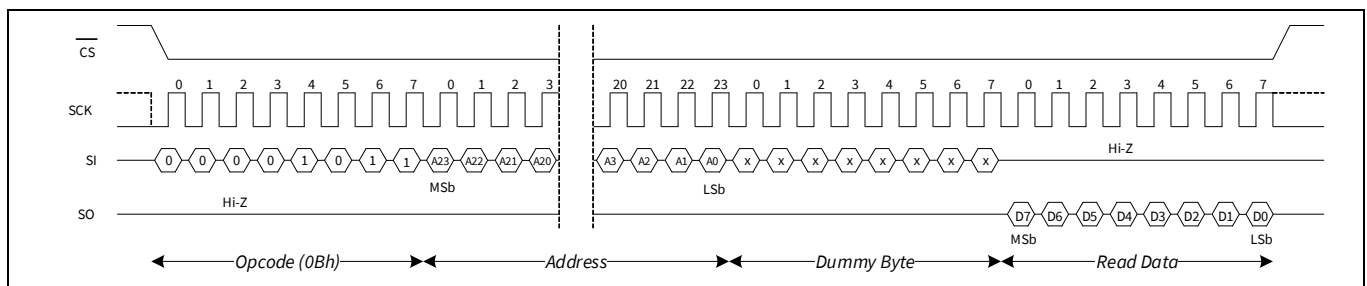 CS
0 1 2 3 4 5 6 7 0 1 2 3 20 21 22 23 0 1 2 3 4 5 6 7 0 1 2 3 4 5 6 7
SCK
Hi-Z
SI 0 0 0 0 1 0 1 1 A23 A22 A21 A20 A3 A2 A1 A0 x x x x x x x x
MSb LSb
Hi-Z
SO D7 D6 D5 D4 D3 D2 D1 D0
MSb LSb
Opcode (0Bh) Address Dummy Byte Read Data